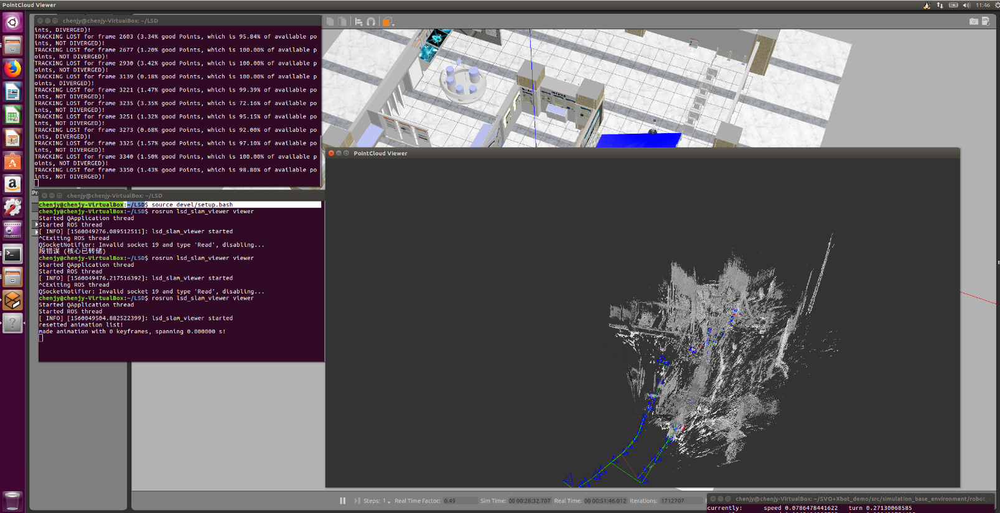 PointCloud Viewer
11:46
chenjy@chenjy-VirtualBox: ~/LSD
ints, DIVERGED)!
TRACKING LOST for frame 2603 (3.34% good Points, which is 95.84% of available po
ints, NOT DIVERGED)!
TRACKING LOST for frame 2677 (1.20% good Points, which is 100.00% of available p
oints, NOT DIVERGED)!
TRACKING LOST for frame 2930 (3.42% good Points, which is 100.00% of available p
oints, NOT DIVERGED)!
TRACKING LOST for frame 3139 (0.18% good Points, which is 100.00% of available p
oints, DIVERGED)!
TRACKING LOST for frame 3221 (1.47% good Points, which is 99.39% of available po
ints, NOT DIVERGED)!
TRACKING LOST for frame 3235 (3.35% good Points, which is 72.16% of available po
ints, NOT DIVERGED)!
TRACKING LOST for frame 3251 (1.32% good Points, which is 95.15% of available po
ints, NOT DIVERGED)!
TRACKING LOST for frame 3273 (0.68% good Points, which is 92.00% of available po
ints, DIVERGED)!
TRACKING LOST for frame 3325 (1.57% good Points, which is 97.10% of available po
ints, NOT DIVERGED)!
TRACKING LOST for frame 3340 (1.50% good Points, which is 100.00% of available p
oints, NOT DIVERGED)!
TRACKING LOST for frame 3350 (1.43% good Points, which is 98.80% of available po
ints, NOT DIVERGED)!
PointCloud Viewer
Pr
chenjy@chenjy-VirtualBox: ~/LSD
chenjy@chenjy-VirtualBox:~/LSD$ source devel/setup.bash
chenjy@chenjy-VirtualBox:~/LSD$ rosrun lsd_slam_viewer viewer
Started QApplication thread
Started ROS thread
[ INFO] [1560049276.089512511]: lsd_slam_viewer started
^CExiting ROS thread
QSocketNotifier: Invalid socket 19 and type 'Read', disabling...
段错误 (核心已转储)
chenjy@chenjy-VirtualBox:~/LSD$ rosrun lsd_slam_viewer viewer
Started QApplication thread
Started ROS thread
[ INFO] [1560049476.217516392]: lsd_slam_viewer started
^CExiting ROS thread
QSocketNotifier: Invalid socket 19 and type 'Read', disabling...
chenjy@chenjy-VirtualBox:~/LSD$ rosrun lsd_slam_viewer viewer
Started QApplication thread
Started ROS thread
[ INFO] [1560049504.882522399]: lsd_slam_viewer started
resetted animation list!
made animation with 0 keyframes, spanning 0.000000 s!
Steps: 1 Real Time Factor: 0.49 Sim Time: 00 00:28:32.707 Real Time: 00 00:51:46.012 Iterations: 1712707
chenjy@chenjy-VirtualBox: ~/SVO+Xbot_demo/src/simulation_base_environment/robot_
currently: speed 0.0786478441622 turn 0.27130068585